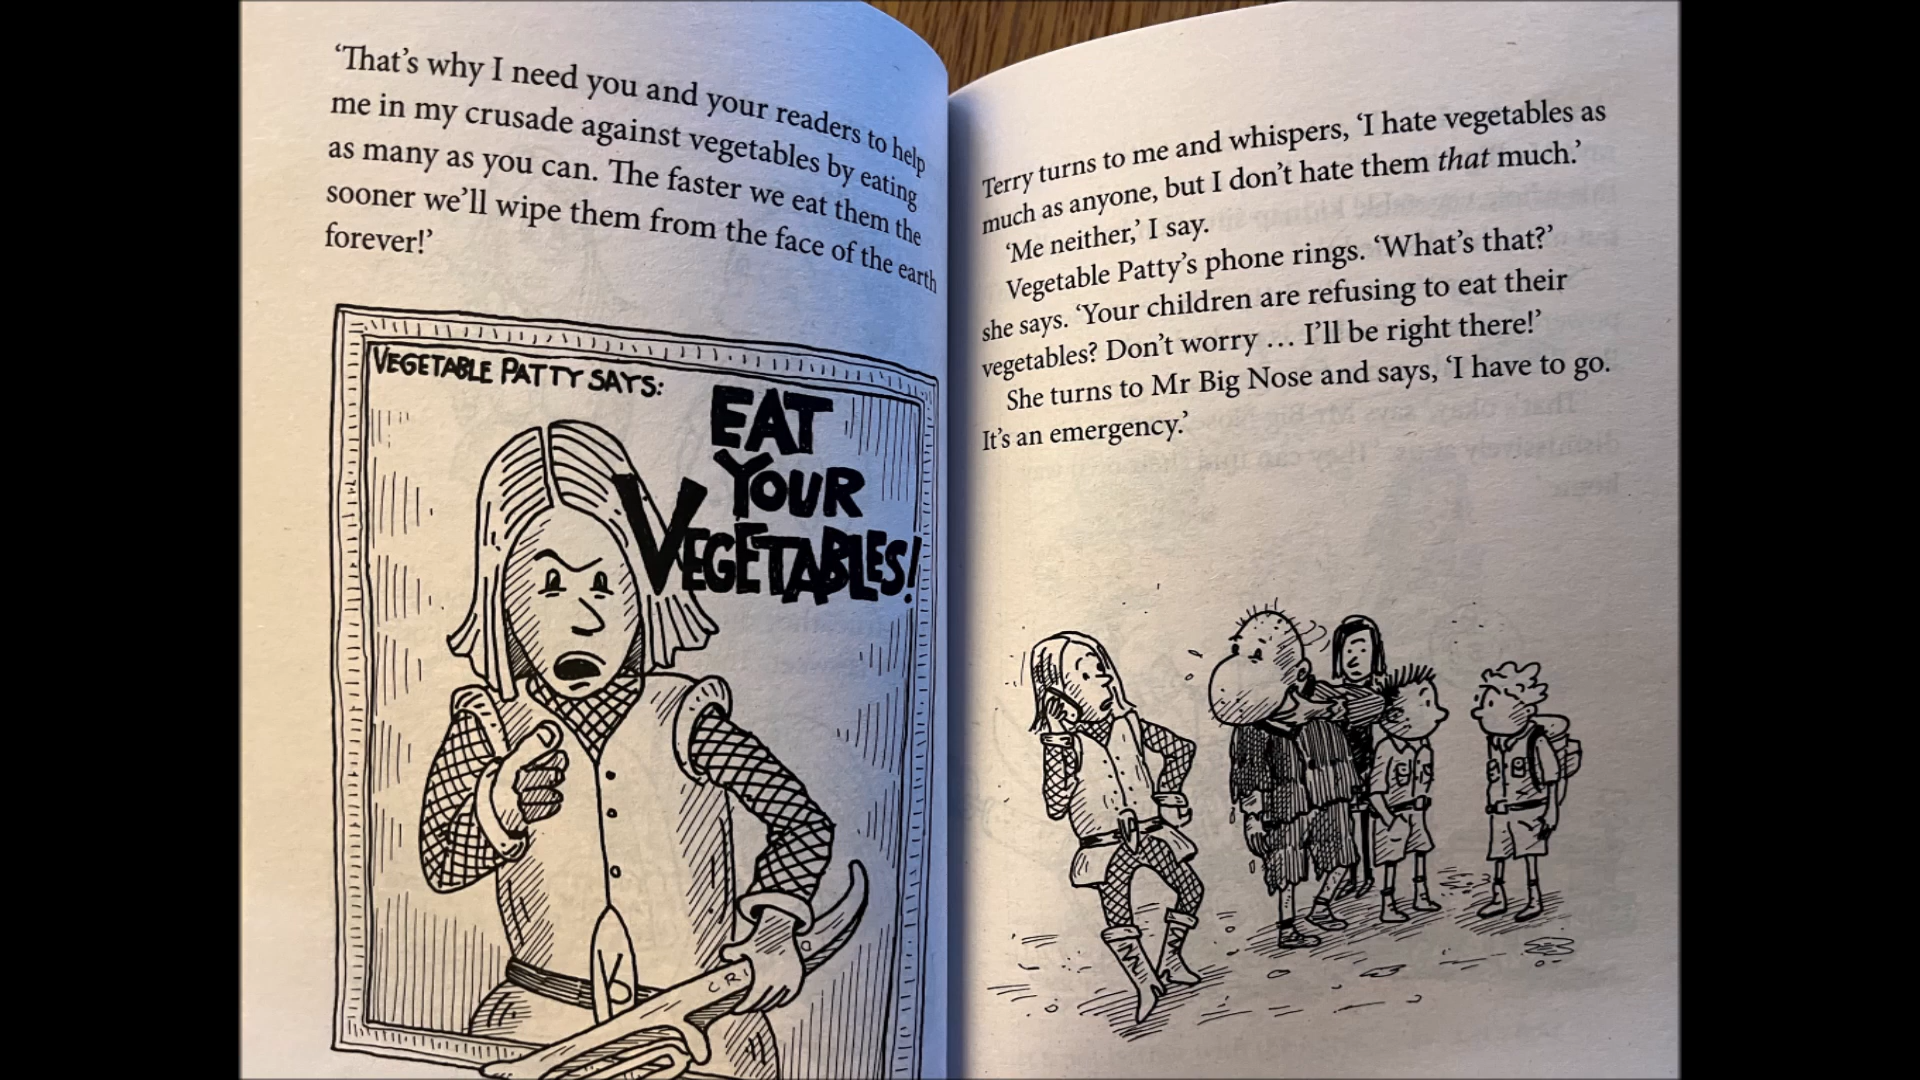 ‘That’s why I need you and your readers to help
me in my crusade against vegetables by eating
as many as you can. The faster we eat them the
sooner we’ll wipe them from the face of the earth
forever!’
VEGETABLE PATTY SAYS:
EAT
YOUR
VEGETABLES!
CRI
Terry turns to me and whispers, ‘I hate vegetables as
much as anyone, but I don’t hate them that much.’
‘Me neither,’ I say.
Vegetable Patty’s phone rings. ‘What’s that?’
she says. ‘Your children are refusing to eat their
vegetables? Don’t worry … I’ll be right there!’
She turns to Mr Big Nose and says, ‘I have to go.
It’s an emergency.’